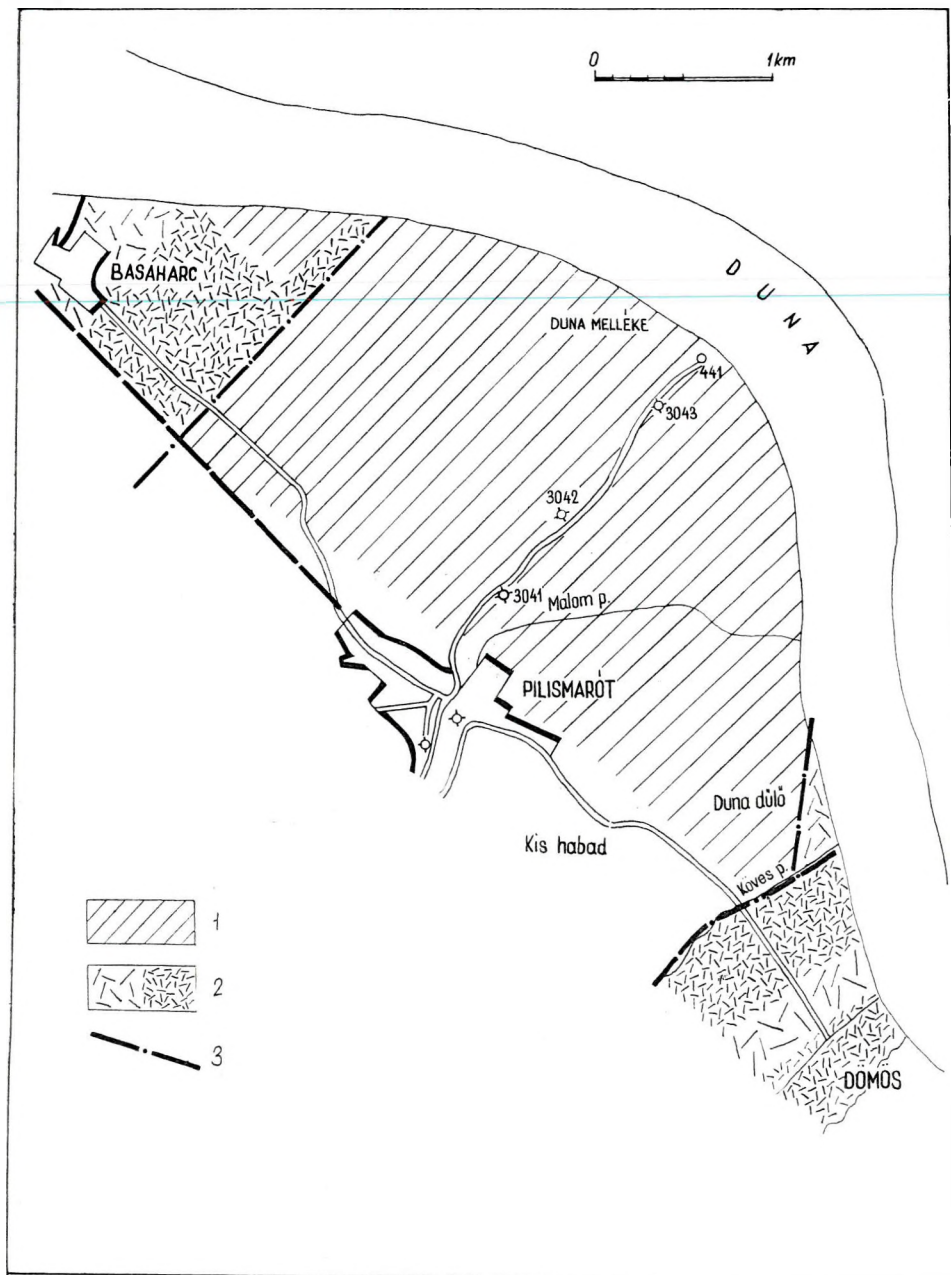 0 1km
DUNA
BASAHARC
DUNA MELLÉKE
441
3043
3042
3041
Malom p.
PILISMARÓT
Duna dűlő
Kis habad
Köves p.
1
2
3
DÖMÖS